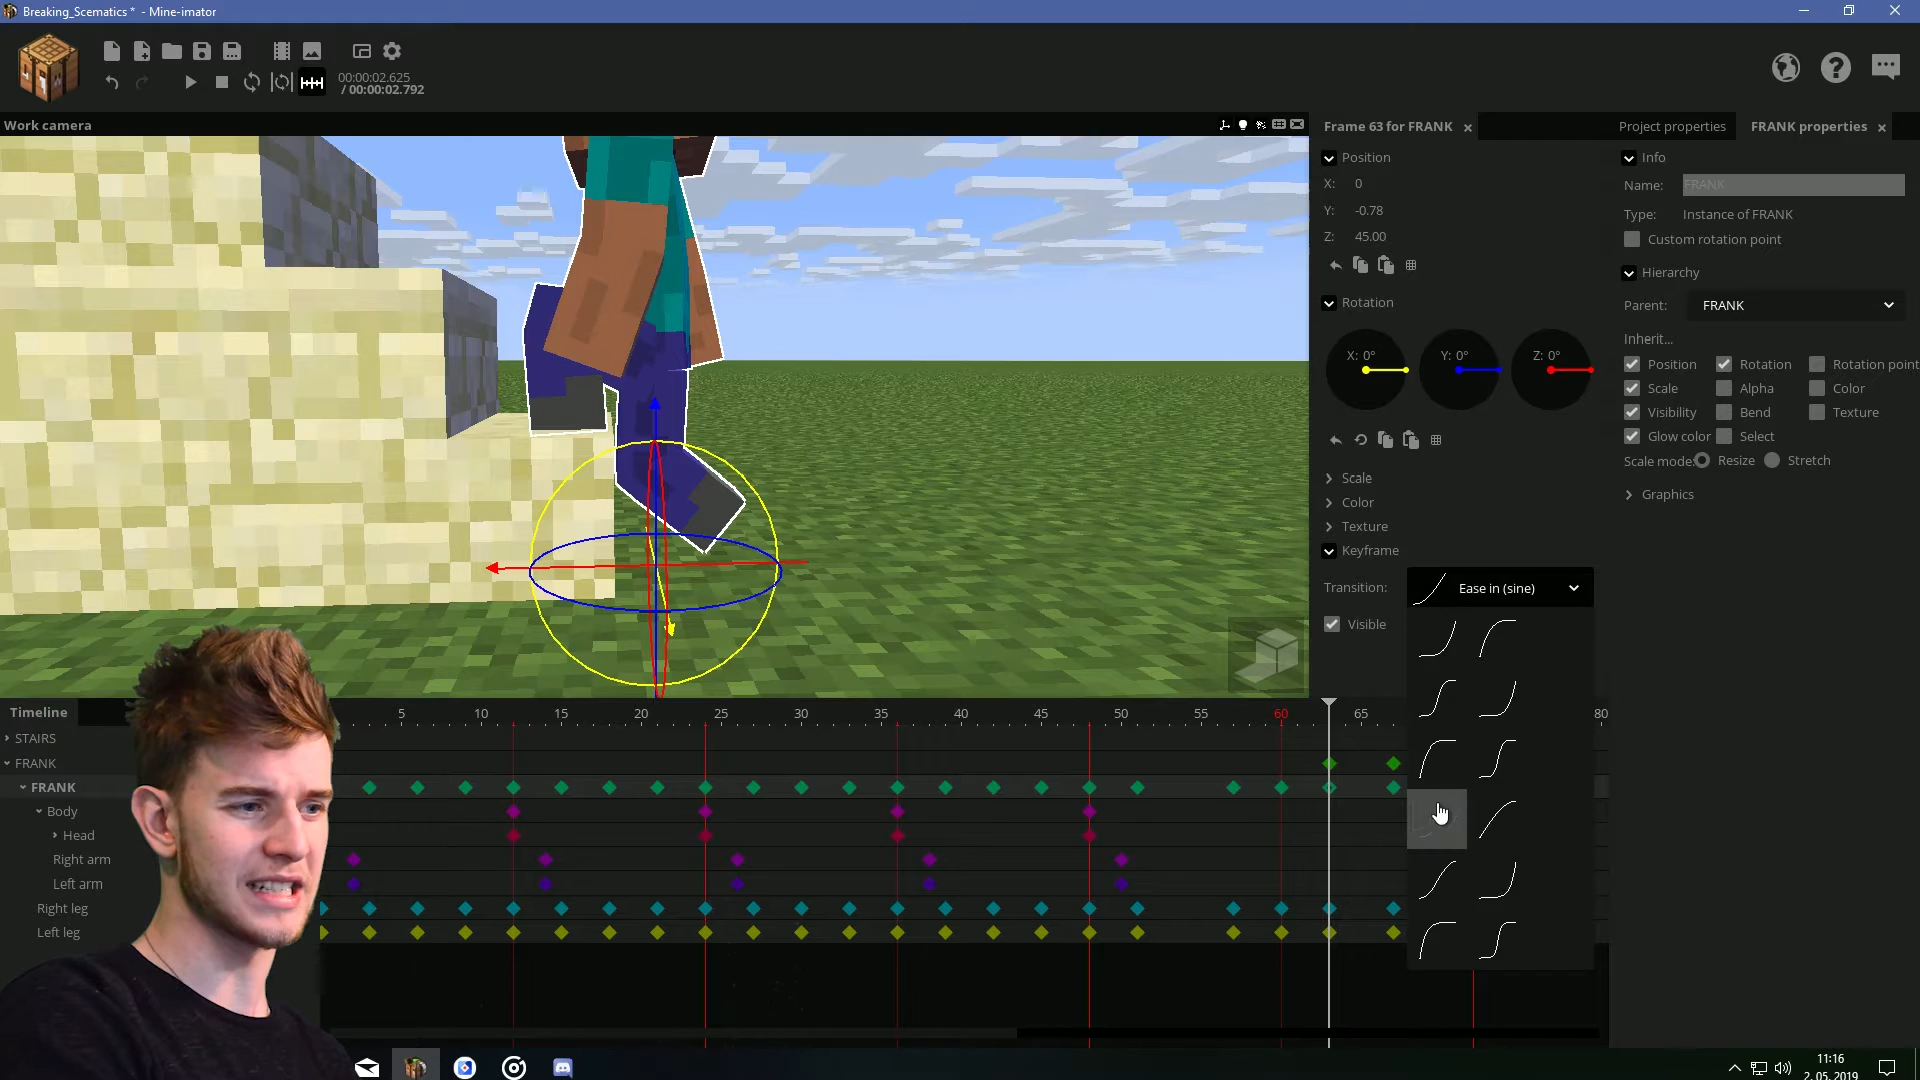 Breaking_Scematics * - Mine-imator
00:00:02.625
/ 00:00:02.792
Work camera
Frame 63 for FRANK
Position
X: 0
Y: -0.78
Z: 45.00
Rotation
X: 0° Y: 0° Z: 0°
Scale
Color
Texture
Keyframe
Transition: Ease in (sine)
Visible
Project properties FRANK properties
Info
Name: FRANK
Type: Instance of FRANK
Custom rotation point
Hierarchy
Parent: FRANK
Inherit...
Position Rotation Rotation point
Scale Alpha Color
Visibility Bend Texture
Glow color Select
Scale mode: Resize Stretch
Graphics
Timeline
5 10 15 20 25 30 35 40 45 50 55 60 65 80
STAIRS
FRANK
FRANK
Body
Head
Right arm
Left arm
Right leg
Left leg
11:16
2. 05. 2019